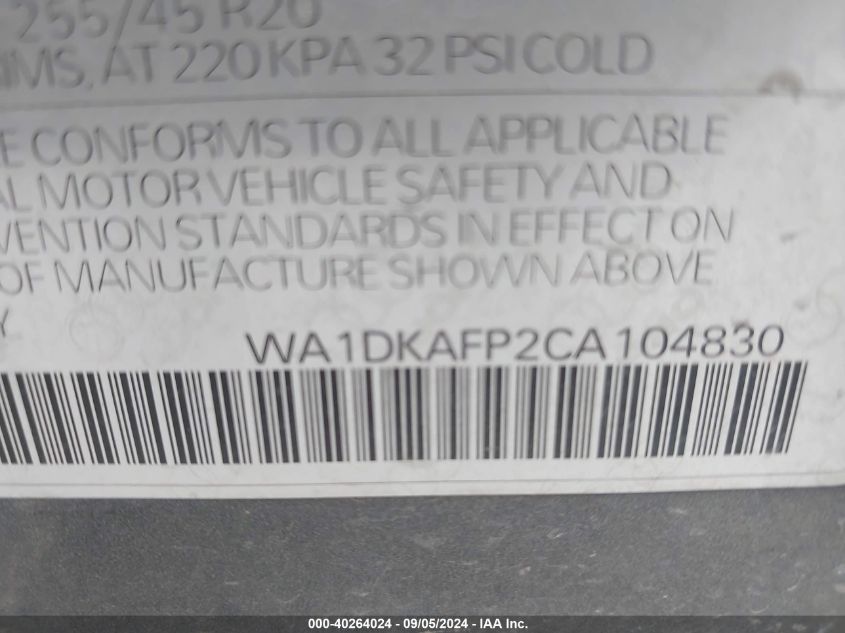 255/45 R20
RIMS, AT 220 KPA 32 PSI COLD
E CONFORMS TO ALL APPLICABLE
AL MOTOR VEHICLE SAFETY AND
VENTION STANDARDS IN EFFECT ON
OF MANUFACTURE SHOWN ABOVE
Y
WA1DKAFP2CA104830
000-40264024 - 09/05/2024 - IAA Inc.